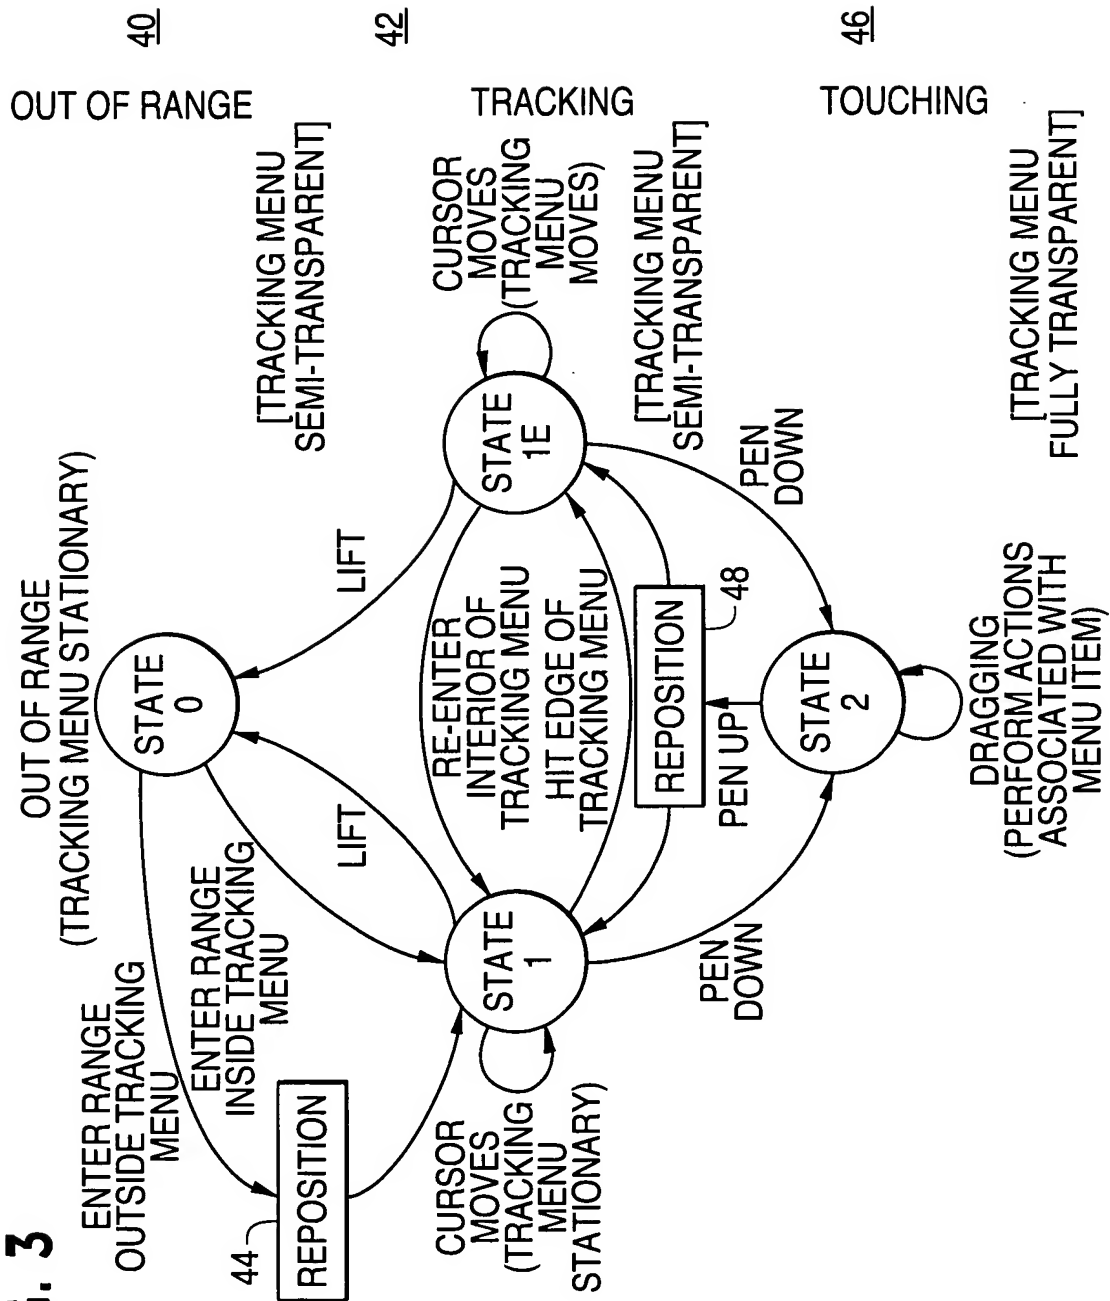 . 3
OUT OF RANGE
(TRACKING MENU STATIONARY)
OUT OF RANGE
40
ENTER RANGE
OUTSIDE TRACKING
MENU
STATE
0
[TRACKING MENU
SEMI-TRANSPARENT]
ENTER RANGE
INSIDE TRACKING
MENU
LIFT
LIFT
44
REPOSITION
TRACKING
42
CURSOR
MOVES
(TRACKING
MENU
STATIONARY)
STATE
1
RE-ENTER
INTERIOR OF
TRACKING MENU
HIT EDGE OF
TRACKING MENU
STATE
1E
CURSOR
MOVES
(TRACKING
MENU
MOVES)
[TRACKING MENU
SEMI-TRANSPARENT]
REPOSITION
48
PEN UP
PEN
DOWN
PEN
DOWN
TOUCHING
46
STATE
2
DRAGGING
(PERFORM ACTIONS
ASSOCIATED WITH
MENU ITEM)
[TRACKING MENU
FULLY TRANSPARENT]